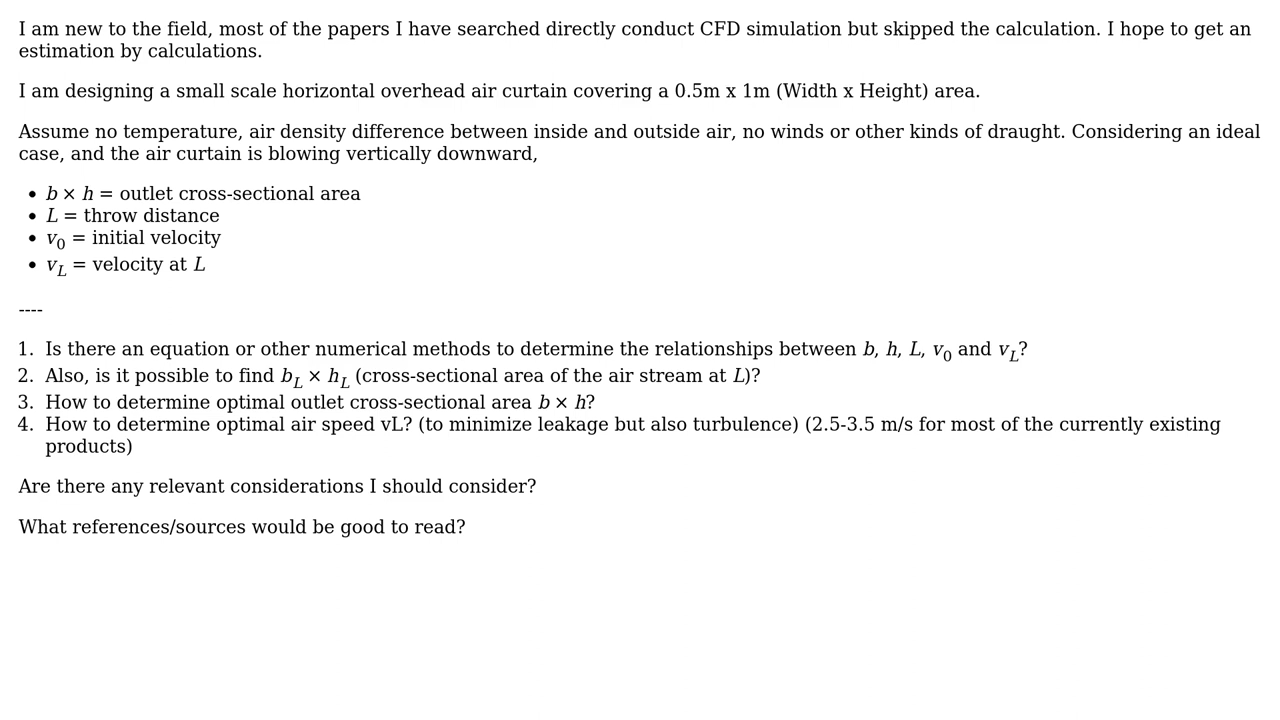 I am new to the field, most of the papers I have searched directly conduct CFD simulation but skipped the calculation. I hope to get an
estimation by calculations.
I am designing a small scale horizontal overhead air curtain covering a 0.5m x 1m (Width x Height) area.
Assume no temperature, air density difference between inside and outside air, no winds or other kinds of draught. Considering an ideal
case, and the air curtain is blowing vertically downward,
• b × h = outlet cross-sectional area
• L = throw distance
• v0 = initial velocity
• vL = velocity at L
----
1. Is there an equation or other numerical methods to determine the relationships between b, h, L, v0 and vL?
2. Also, is it possible to find bL × hL (cross-sectional area of the air stream at L)?
3. How to determine optimal outlet cross-sectional area b × h?
4. How to determine optimal air speed vL? (to minimize leakage but also turbulence) (2.5-3.5 m/s for most of the currently existing
products)
Are there any relevant considerations I should consider?
What references/sources would be good to read?